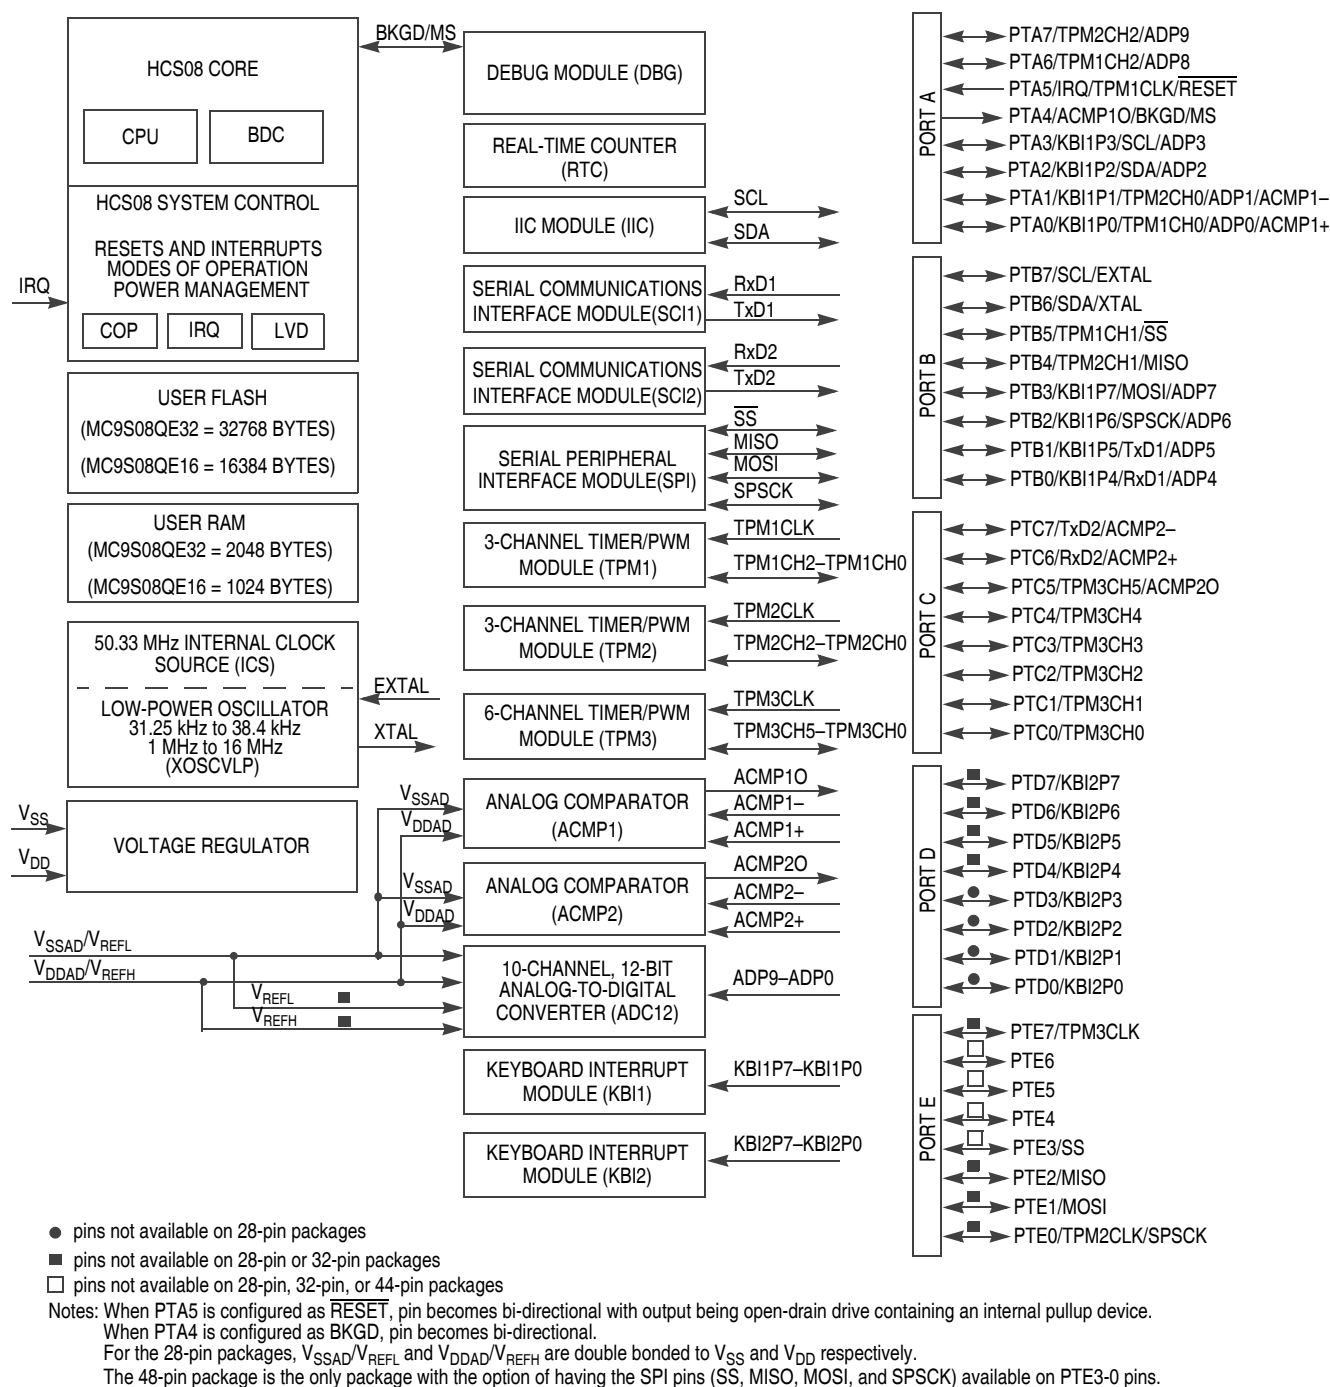 HCS08 CORE
CPU
BDC
HCS08 SYSTEM CONTROL
RESETS AND INTERRUPTS
MODES OF OPERATION
POWER MANAGEMENT
COP
IRQ
LVD
IRQ
USER FLASH
(MC9S08QE32 = 32768 BYTES)
(MC9S08QE16 = 16384 BYTES)
USER RAM
(MC9S08QE32 = 2048 BYTES)
(MC9S08QE16 = 1024 BYTES)
50.33 MHz INTERNAL CLOCK
SOURCE (ICS)
LOW-POWER OSCILLATOR
31.25 kHz to 38.4 kHz
1 MHz to 16 MHz
(XOSCVLP)
EXTAL
XTAL
VSS
VDD
VOLTAGE REGULATOR
VSSAD/VREFL
VDDAD/VREFH
BKGD/MS
DEBUG MODULE (DBG)
REAL-TIME COUNTER
(RTC)
IIC MODULE (IIC)
SCL
SDA
SERIAL COMMUNICATIONS
INTERFACE MODULE(SCI1)
RxD1
TxD1
SERIAL COMMUNICATIONS
INTERFACE MODULE(SCI2)
RxD2
TxD2
SERIAL PERIPHERAL
INTERFACE MODULE(SPI)
SS
MISO
MOSI
SPSCK
3-CHANNEL TIMER/PWM
MODULE (TPM1)
TPM1CLK
TPM1CH2–TPM1CH0
3-CHANNEL TIMER/PWM
MODULE (TPM2)
TPM2CLK
TPM2CH2–TPM2CH0
6-CHANNEL TIMER/PWM
MODULE (TPM3)
TPM3CLK
TPM3CH5–TPM3CH0
VSSAD
VDDAD
ANALOG COMPARATOR
(ACMP1)
ACMP1O
ACMP1–
ACMP1+
VSSAD
VDDAD
ANALOG COMPARATOR
(ACMP2)
ACMP2O
ACMP2–
ACMP2+
VREFL
VREFH
10-CHANNEL, 12-BIT
ANALOG-TO-DIGITAL
CONVERTER (ADC12)
ADP9–ADP0
KEYBOARD INTERRUPT
MODULE (KBI1)
KBI1P7–KBI1P0
KEYBOARD INTERRUPT
MODULE (KBI2)
KBI2P7–KBI2P0
PORT A
PTA7/TPM2CH2/ADP9
PTA6/TPM1CH2/ADP8
PTA5/IRQ/TPM1CLK/RESET
PTA4/ACMP1O/BKGD/MS
PTA3/KBI1P3/SCL/ADP3
PTA2/KBI1P2/SDA/ADP2
PTA1/KBI1P1/TPM2CH0/ADP1/ACMP1–
PTA0/KBI1P0/TPM1CH0/ADP0/ACMP1+
PORT B
PTB7/SCL/EXTAL
PTB6/SDA/XTAL
PTB5/TPM1CH1/SS
PTB4/TPM2CH1/MISO
PTB3/KBI1P7/MOSI/ADP7
PTB2/KBI1P6/SPSCK/ADP6
PTB1/KBI1P5/TxD1/ADP5
PTB0/KBI1P4/RxD1/ADP4
PORT C
PTC7/TxD2/ACMP2–
PTC6/RxD2/ACMP2+
PTC5/TPM3CH5/ACMP2O
PTC4/TPM3CH4
PTC3/TPM3CH3
PTC2/TPM3CH2
PTC1/TPM3CH1
PTC0/TPM3CH0
PORT D
PTD7/KBI2P7
PTD6/KBI2P6
PTD5/KBI2P5
PTD4/KBI2P4
PTD3/KBI2P3
PTD2/KBI2P2
PTD1/KBI2P1
PTD0/KBI2P0
PORT E
PTE7/TPM3CLK
PTE6
PTE5
PTE4
PTE3/SS
PTE2/MISO
PTE1/MOSI
PTE0/TPM2CLK/SPSCK
● pins not available on 28-pin packages
■ pins not available on 28-pin or 32-pin packages
□ pins not available on 28-pin, 32-pin, or 44-pin packages
Notes: When PTA5 is configured as RESET, pin becomes bi-directional with output being open-drain drive containing an internal pullup device.
When PTA4 is configured as BKGD, pin becomes bi-directional.
For the 28-pin packages, VSSAD/VREFL and VDDAD/VREFH are double bonded to VSS and VDD respectively.
The 48-pin package is the only package with the option of having the SPI pins (SS, MISO, MOSI, and SPSCK) available on PTE3-0 pins.